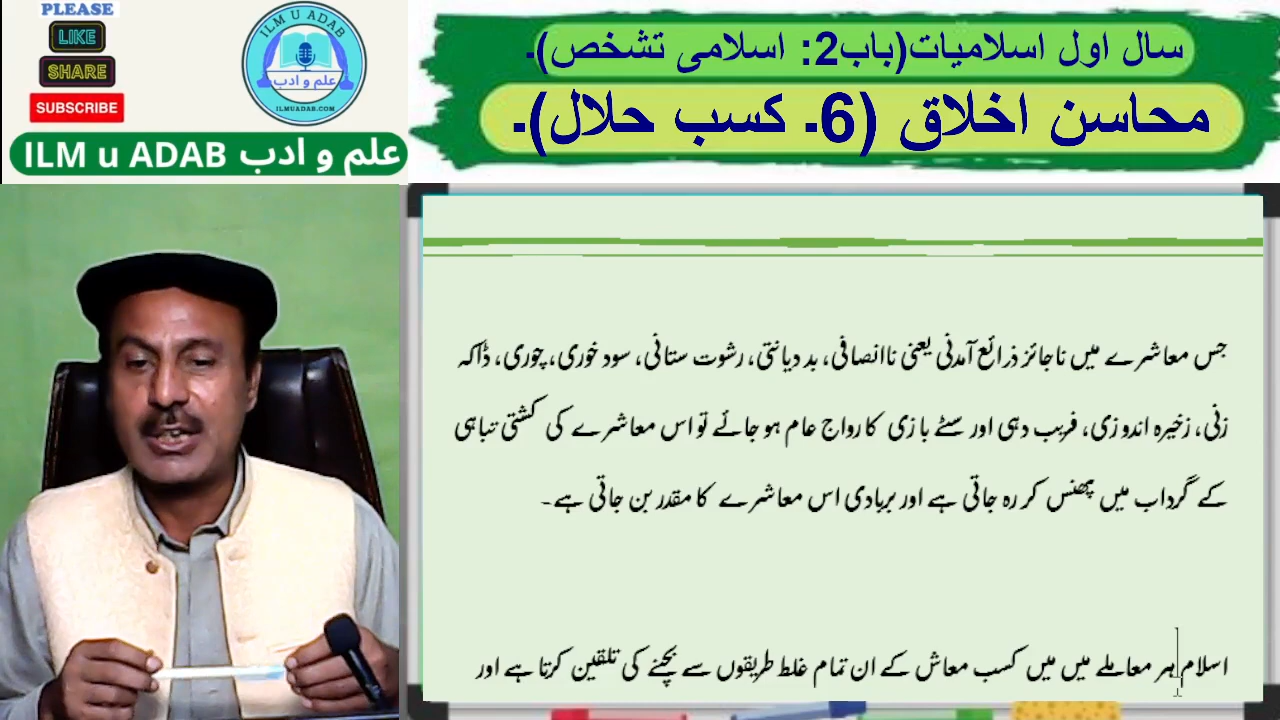 PLEASE
LIKE
SHARE
SUBSCRIBE
ILM U ADAB
علم و ادب
ILMUADAB.COM
ILM u ADAB علم و ادب
سال اول اسلامیات(باب2: اسلامی تشخص)۔
محاسن اخلاق (6۔ کسب حلال)۔
جس معاشرے میں ناجائز ذرائع آمدنی یعنی ناانصافی، بد دیانتی، رشوت ستانی، سود خوری، چوری، ڈاکہ
زنی، زخیرہ اندوزی، فریب دہی اور سٹے بازی کا رواج عام ہو جائے تو اس معاشرے کی کشتی تباہی
کے گرداب میں پھنس کر رہ جاتی ہے اور بربادی اس معاشرے کا مقدر بن جاتی ہے۔
اسلام ہر معاملے میں میں کسب معاش کے ان تمام غلط طریقوں سے بچنے کی تلقین کرتا ہے اور